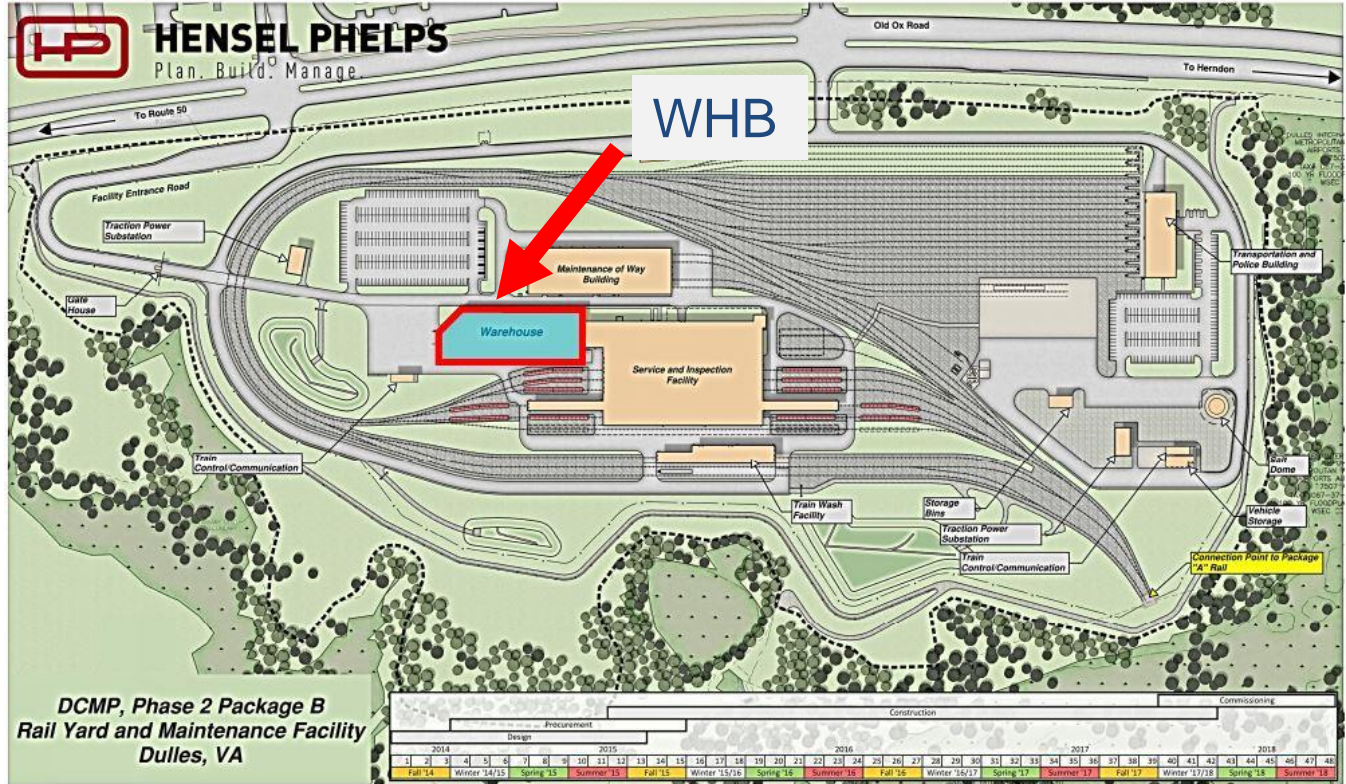 HP
HENSEL PHELPS
Plan. Build. Manage.
Old Ox Road
To Herndon
To Route 50
WHB
Facility Entrance Road
Traction Power
Substation
Maintenance of Way
Building
Transportation and
Police Building
Gate
House
Warehouse
Service and Inspection
Facility
Train
Control/Communication
Train Wash
Facility
Storage
Bins
Traction Power
Substation
Train
Control/Communication
Salt
Dome
Vehicle
Storage
Connection Point to Package
"A" Rail
DCMP, Phase 2 Package B
Rail Yard and Maintenance Facility
Dulles, VA
Commissioning
Construction
Procurement
Design
2014 2015 2016 2017 2018
1 2 3 4 5 6 7 8 9 10 11 12 13 14 15 16 17 18 19 20 21 22 23 24 25 26 27 28 29 30 31 32 33 34 35 36 37 38 39 40 41 42 43 44 45 46 47 48
Fall '14 Winter '14/15 Spring '15 Summer '15 Fall '15 Winter '15/16 Spring '16 Summer '16 Fall '16 Winter '16/17 Spring '17 Summer '17 Fall '17 Winter '17/18 Spring '18 Summer '18